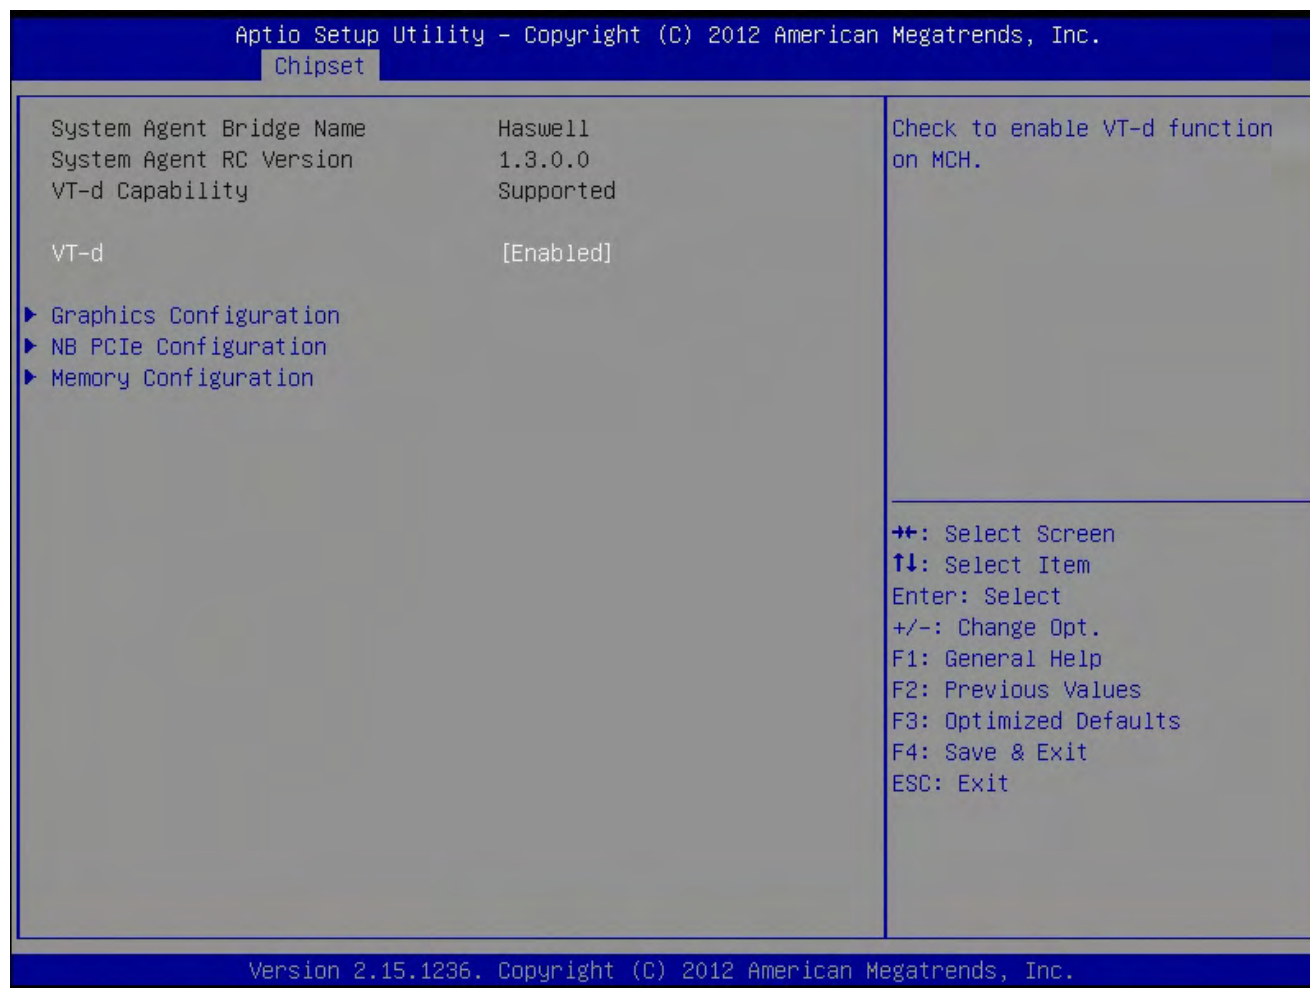 Aptio Setup Utility – Copyright (C) 2012 American Megatrends, Inc.
Chipset
System Agent Bridge Name Haswell
System Agent RC Version 1.3.0.0
VT-d Capability Supported
VT-d [Enabled]
Graphics Configuration
NB PCIe Configuration
Memory Configuration
Check to enable VT-d function
on MCH.
→←: Select Screen
↑↓: Select Item
Enter: Select
+/-: Change Opt.
F1: General Help
F2: Previous Values
F3: Optimized Defaults
F4: Save & Exit
ESC: Exit
Version 2.15.1236. Copyright (C) 2012 American Megatrends, Inc.